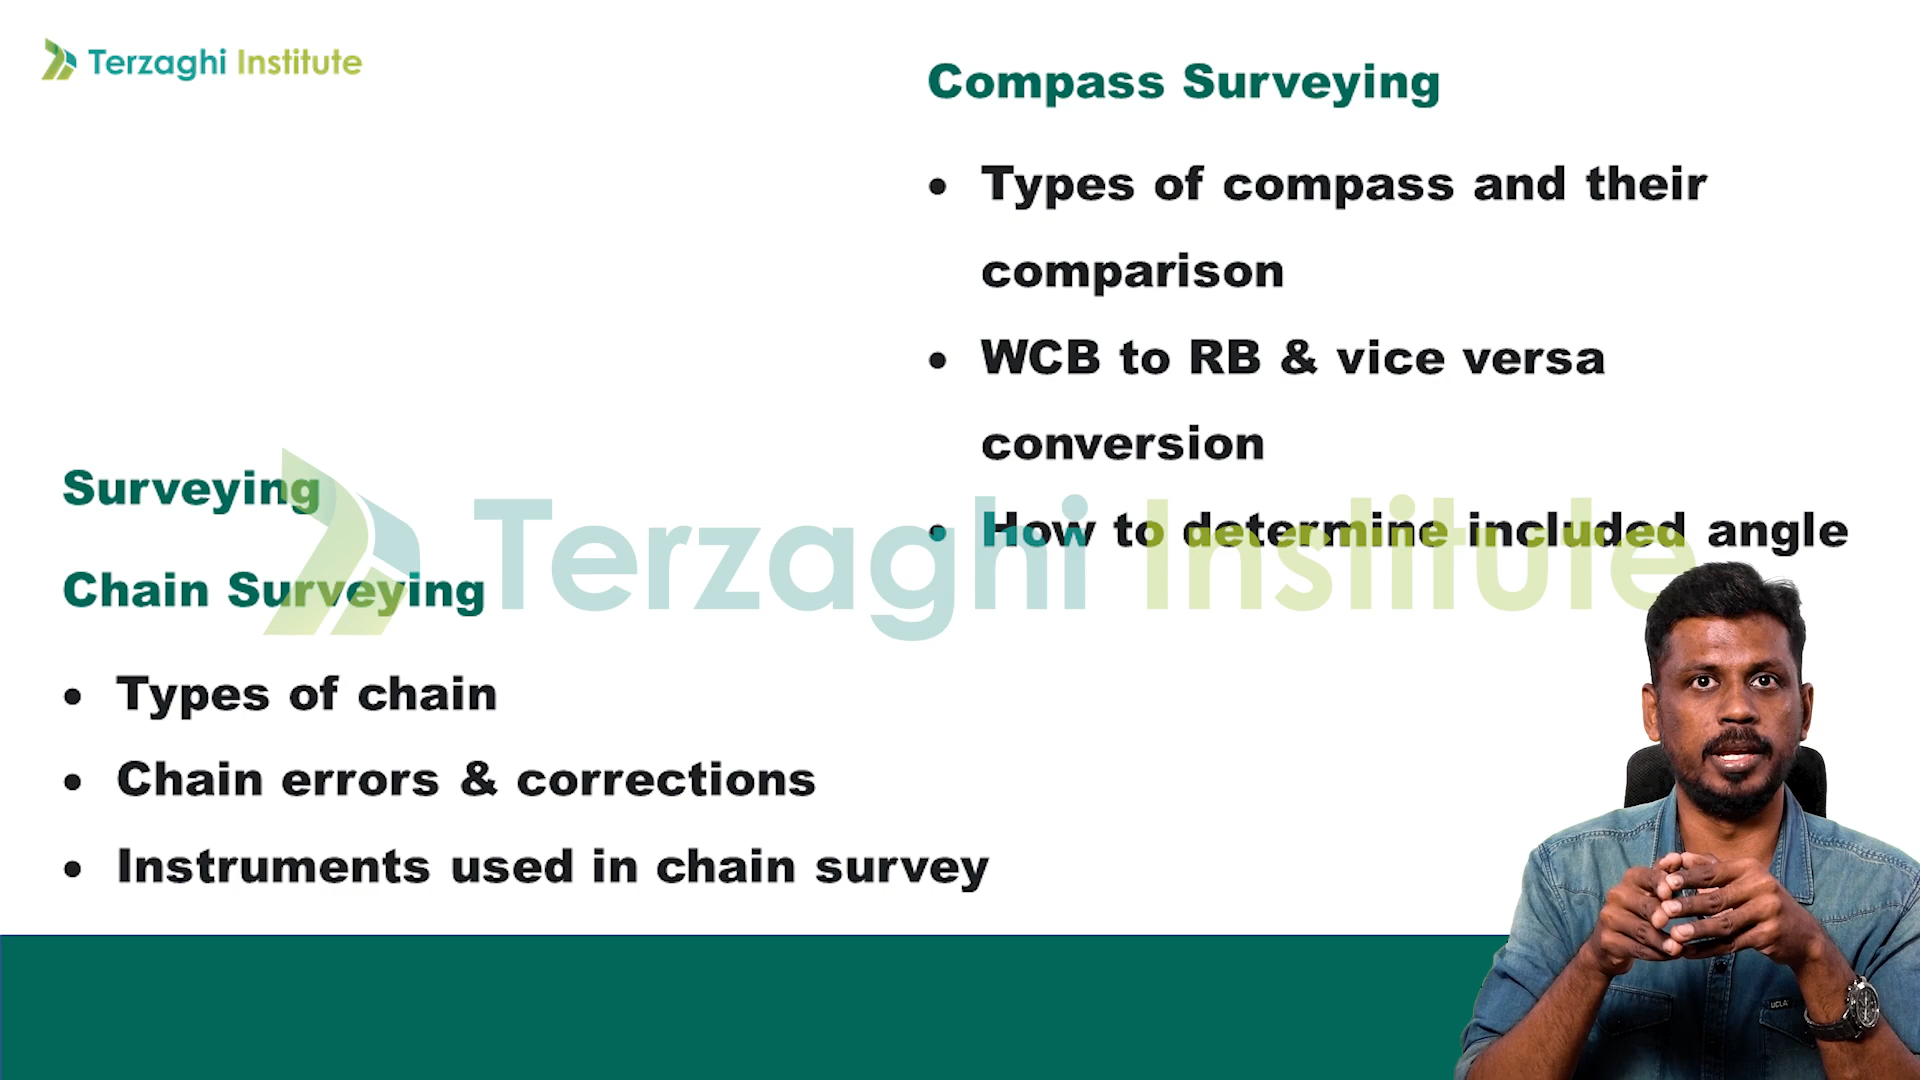 Terzaghi Institute
Surveying
Chain Surveying
• Types of chain
• Chain errors & corrections
• Instruments used in chain survey
Compass Surveying
• Types of compass and their
comparison
• WCB to RB & vice versa
conversion
• How to determine included angle
Terzaghi Institute
UCLA